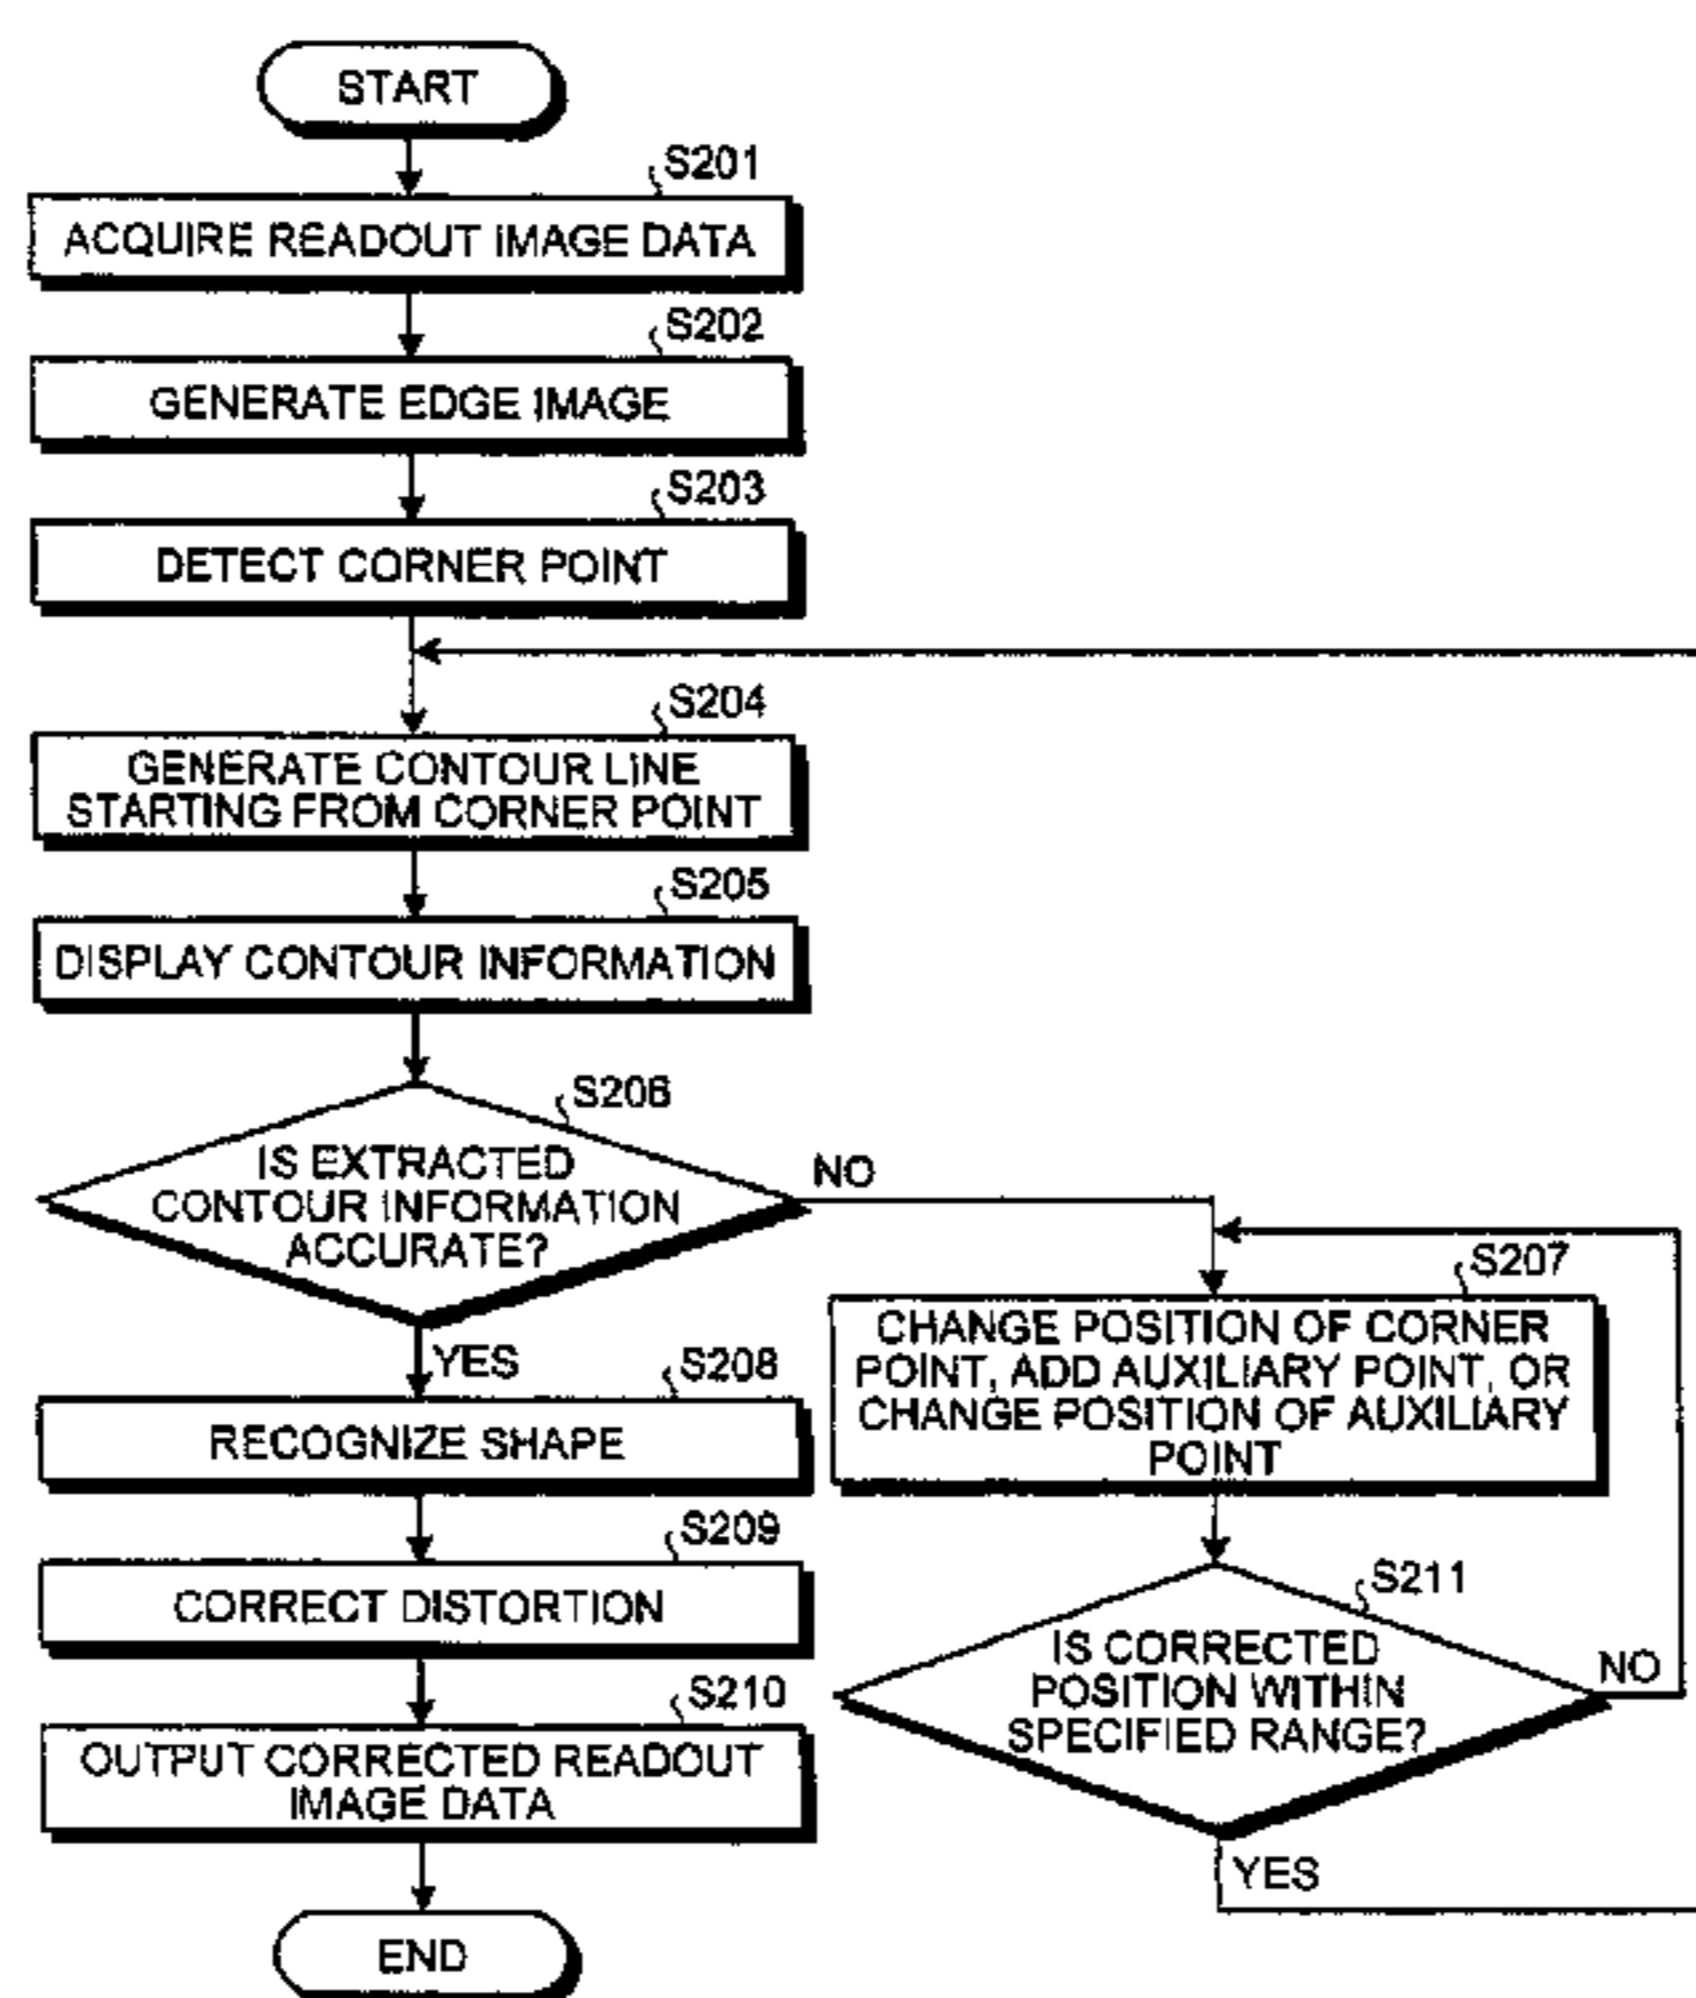 START
S201
ACQUIRE READOUT IMAGE DATA
S202
GENERATE EDGE IMAGE
S203
DETECT CORNER POINT
S204
GENERATE CONTOUR LINE
STARTING FROM CORNER POINT
S205
DISPLAY CONTOUR INFORMATION
S206
IS EXTRACTED
CONTOUR INFORMATION
ACCURATE?
NO
YES
S207
CHANGE POSITION OF CORNER
POINT, ADD AUXILIARY POINT, OR
CHANGE POSITION OF AUXILIARY
POINT
S208
RECOGNIZE SHAPE
S209
CORRECT DISTORTION
S211
IS CORRECTED
POSITION WITHIN
SPECIFIED RANGE?
NO
YES
S210
OUTPUT CORRECTED READOUT
IMAGE DATA
END